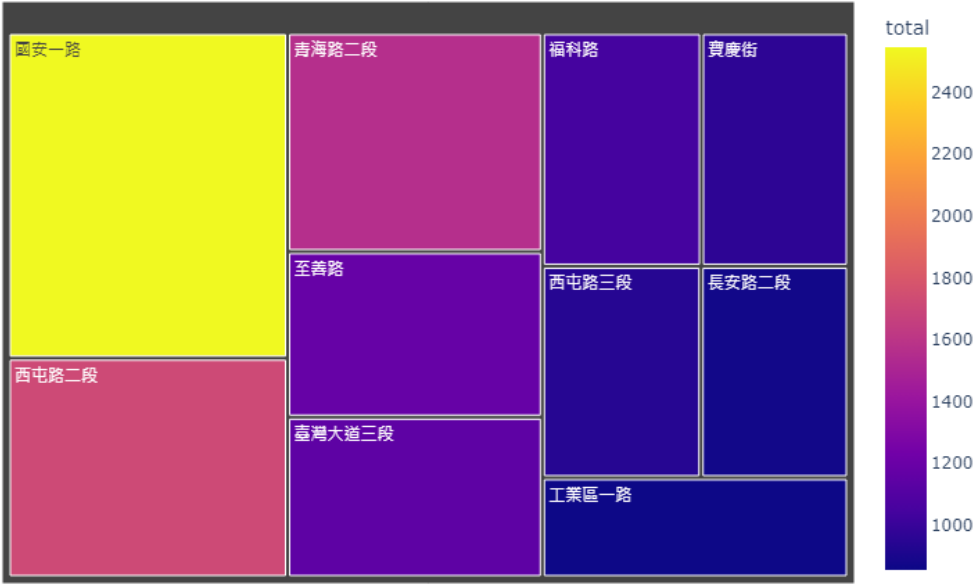 國安一路
西屯路二段
青海路二段
至善路
臺灣大道三段
福科路
寶慶街
西屯路三段
長安路二段
工業區一路
total
2400
2200
2000
1800
1600
1400
1200
1000